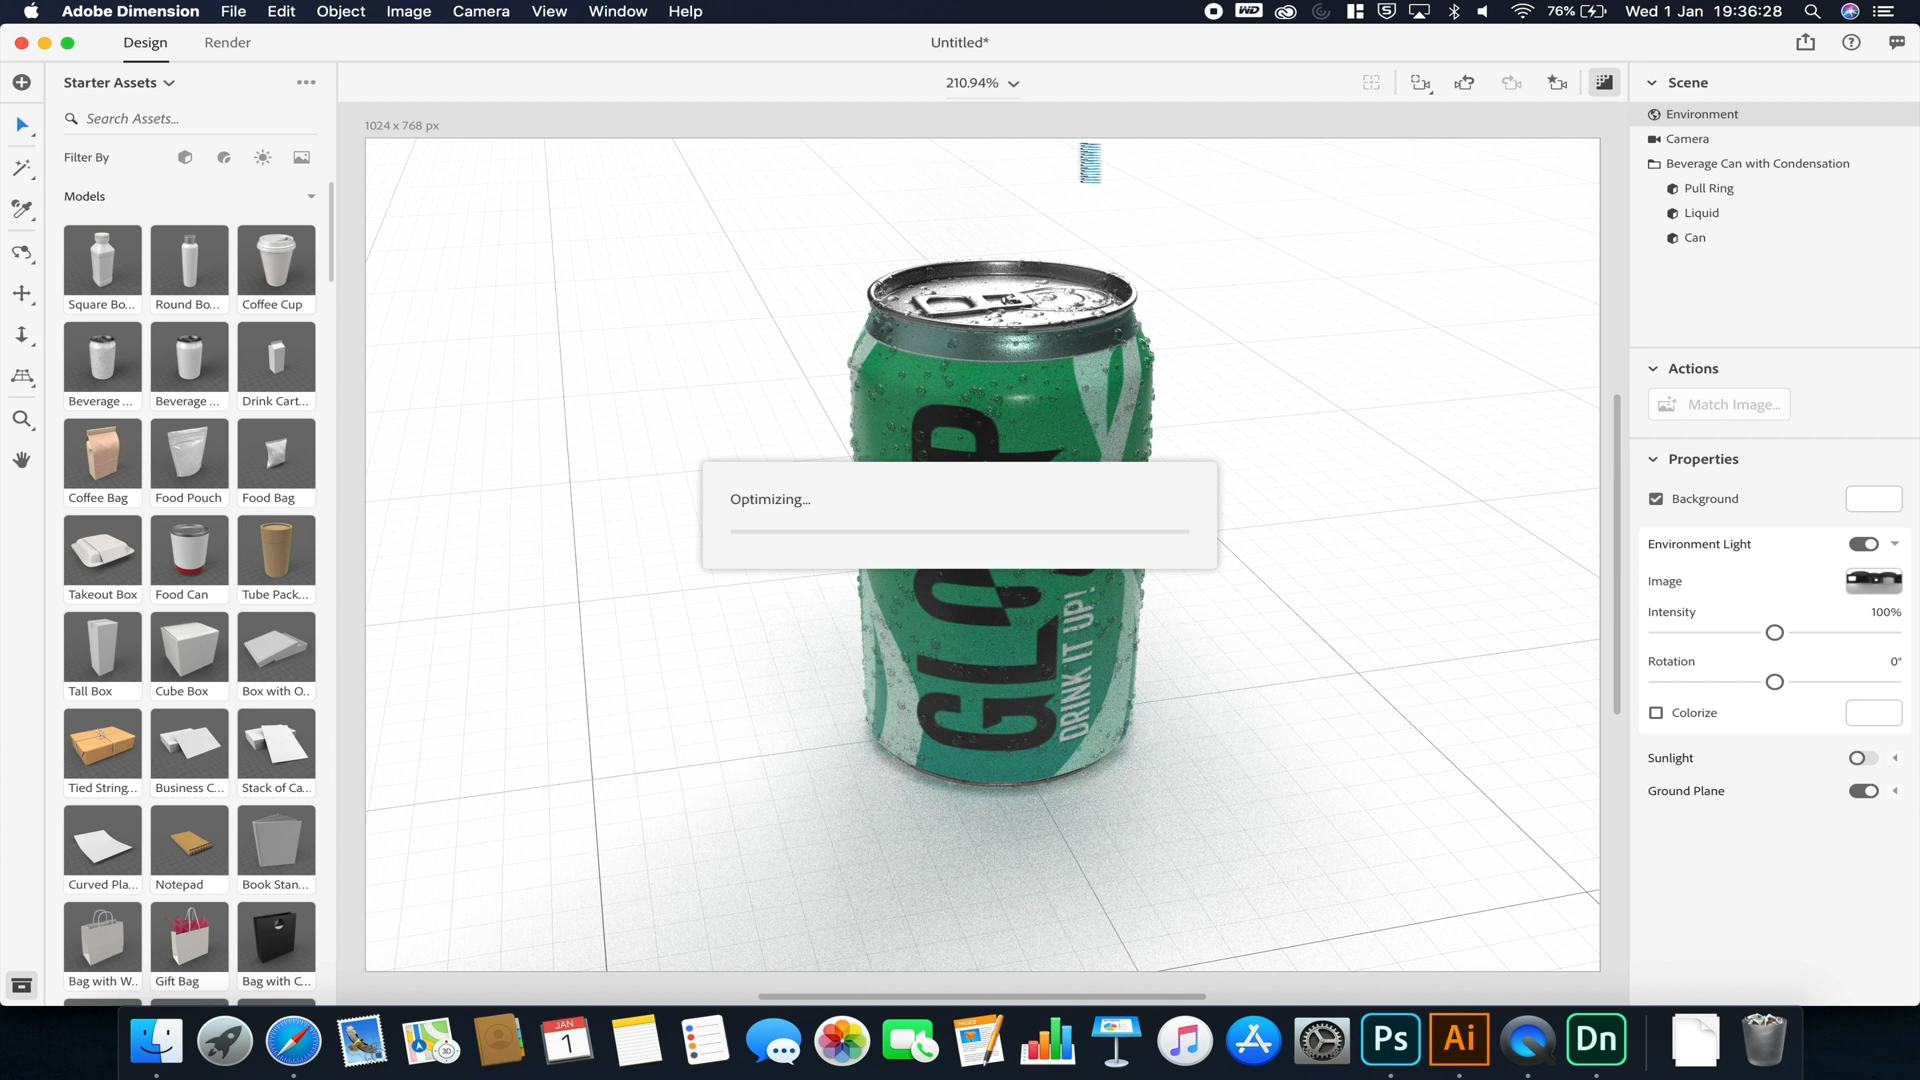 Adobe Dimension File Edit Object Image Camera View Window Help
76% Wed 1 Jan 19:36:28
Design Render Untitled*
Starter Assets
210.94%
Search Assets...
1024 x 768 px
Filter By
Models
Square Bo... Round Bo... Coffee Cup
Beverage ... Beverage ... Drink Cart...
Coffee Bag Food Pouch Food Bag
Takeout Box Food Can Tube Pack...
Tall Box Cube Box Box with O..
Tied String... Business C... Stack of Ca...
Curved Pla... Notepad Book Stan...
Bag with W.. Gift Bag Bag with C...
Optimizing...
DRINK IT UP!
Scene
Environment
Camera
Beverage Can with Condensation
Pull Ring
Liquid
Can
Actions
Match Image...
Properties
Background
Environment Light
Image
Intensity 100%
Rotation 0°
Colorize
Sunlight
Ground Plane
JAN
1
PAGES
Ps Ai Dn